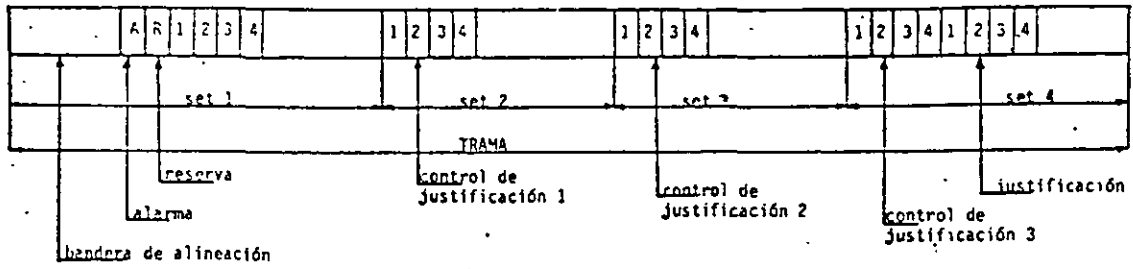 A R 1 2 3 4 1 2 3 4 1 2 3 4 1 2 3 4 1 2 3 4
set 1 set 2 set 3 set 4
TRAMA
reserva
control de justificación 1
control de justificación 2
justificación
alarma
control de justificación 3
bandera de alineación